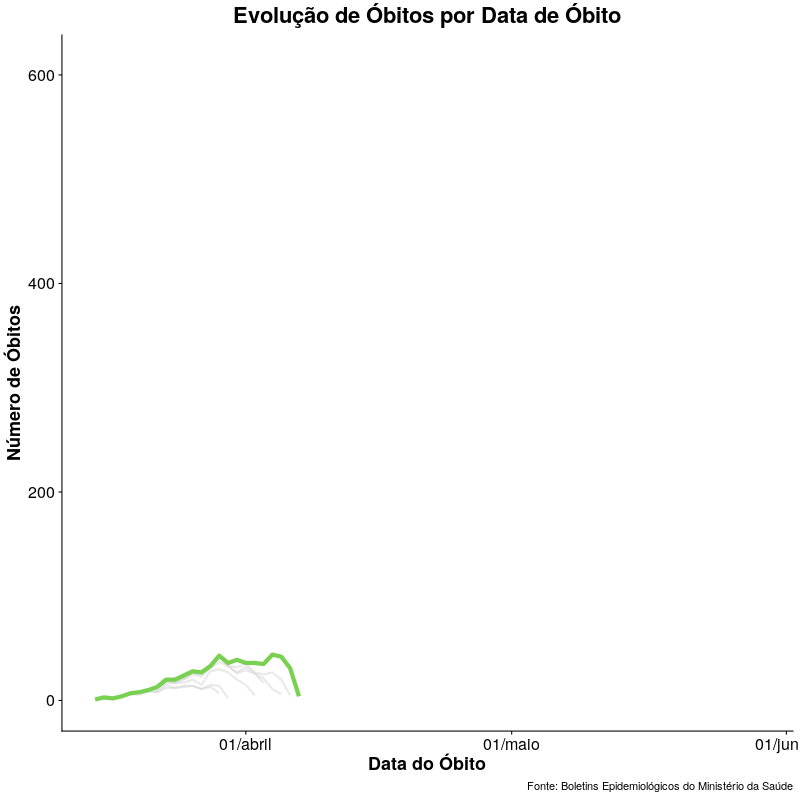 Evolução de Óbitos por Data de Óbito
Número de Óbitos
600
400
200
0
01/abril
01/maio
01/jun
Data do Óbito
Fonte: Boletins Epidemiológicos do Ministério da Saúde